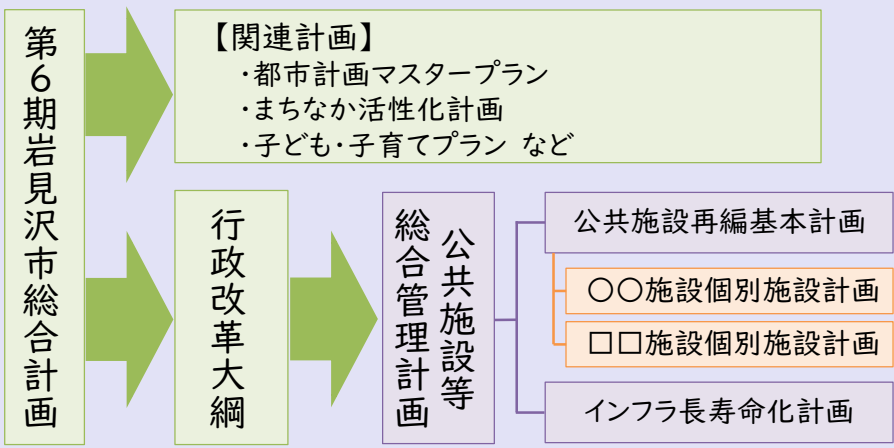 第6期岩見沢市総合計画
【関連計画】
・都市計画マスタープラン
・まちなか活性化計画
・子ども・子育てプラン など
行政改革大綱
公共施設等
総合管理計画
公共施設再編基本計画
〇〇施設個別施設計画
□□施設個別施設計画
インフラ長寿命化計画